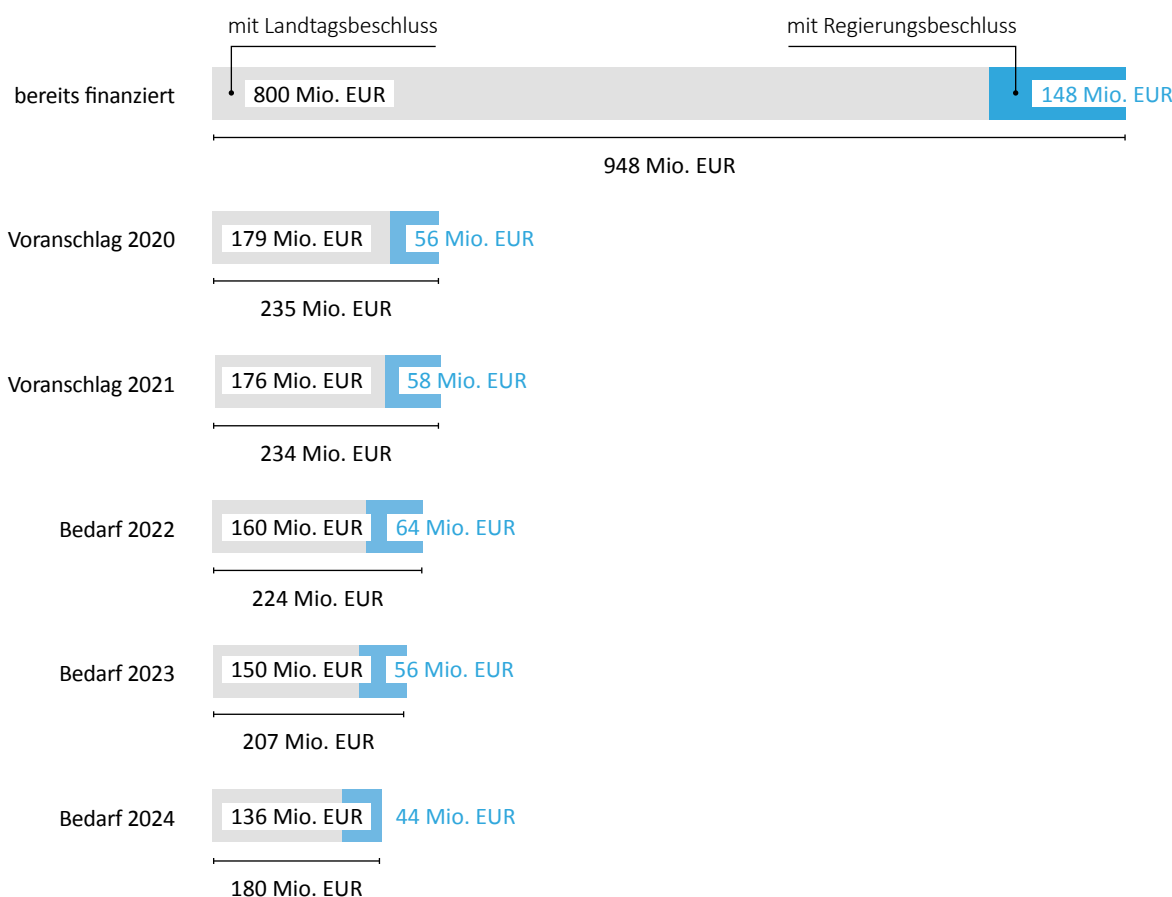 mit Landtagsbeschluss mit Regierungsbeschluss
bereits finanziert 800 Mio. EUR 148 Mio. EUR
948 Mio. EUR
Voranschlag 2020 179 Mio. EUR 56 Mio. EUR
235 Mio. EUR
Voranschlag 2021 176 Mio. EUR 58 Mio. EUR
234 Mio. EUR
Bedarf 2022 160 Mio. EUR 64 Mio. EUR
224 Mio. EUR
Bedarf 2023 150 Mio. EUR 56 Mio. EUR
207 Mio. EUR
Bedarf 2024 136 Mio. EUR 44 Mio. EUR
180 Mio. EUR